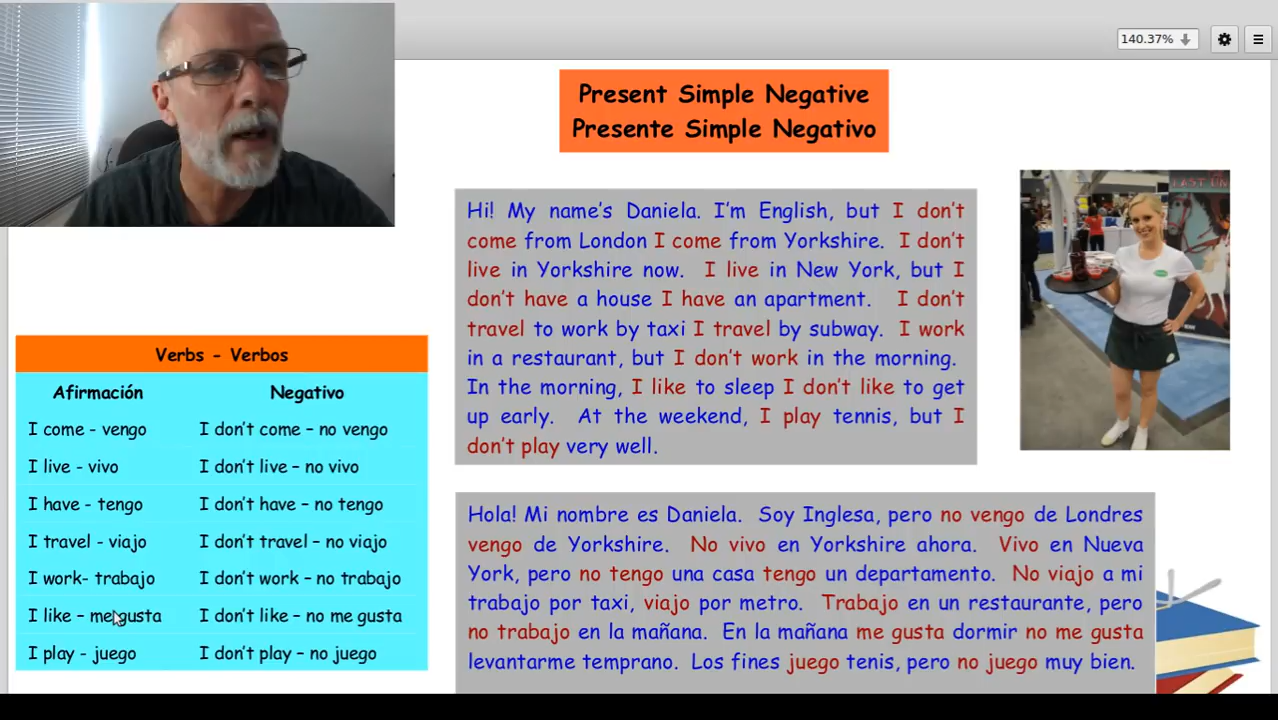 140.37%
Present Simple Negative
Presente Simple Negativo
Hi! My name's Daniela. I'm English, but I don't
come from London I come from Yorkshire. I don't
live in Yorkshire now. I live in New York, but I
don't have a house I have an apartment. I don't
travel to work by taxi I travel by subway. I work
in a restaurant, but I don't work in the morning.
In the morning, I like to sleep I don't like to get
up early. At the weekend, I play tennis, but I
don't play very well.
Verbs - Verbos
Afirmación Negativo
I come - vengo I don't come – no vengo
I live - vivo I don't live – no vivo
I have - tengo I don't have – no tengo
I travel - viajo I don't travel – no viajo
I work- trabajo I don't work – no trabajo
I like – me gusta I don't like – no me gusta
I play - juego I don't play – no juego
Hola! Mi nombre es Daniela. Soy Inglesa, pero no vengo de Londres
vengo de Yorkshire. No vivo en Yorkshire ahora. Vivo en Nueva
York, pero no tengo una casa tengo un departamento. No viajo a mi
trabajo por taxi, viajo por metro. Trabajo en un restaurante, pero
no trabajo en la mañana. En la mañana me gusta dormir no me gusta
levantarme temprano. Los fines juego tenis, pero no juego muy bien.